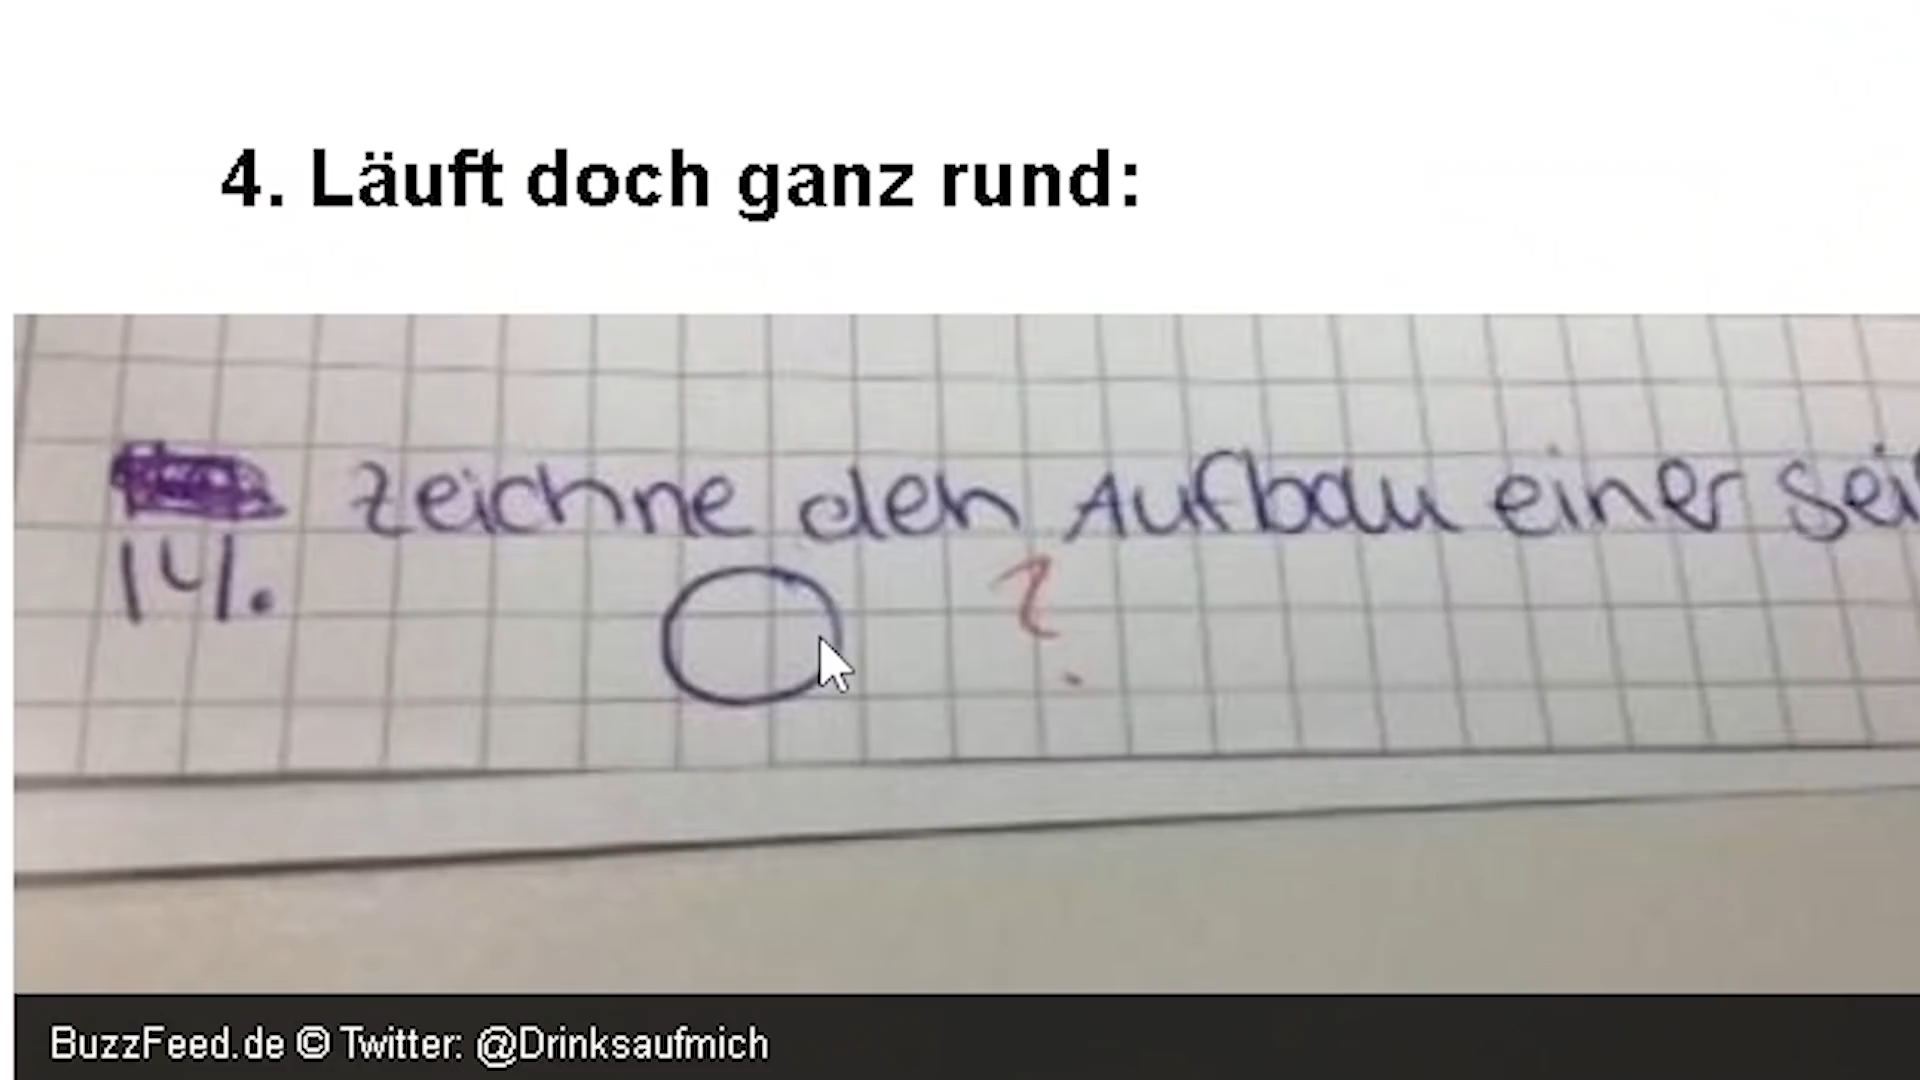 4. Läuft doch ganz rund:
zeichne den Aufbau einer Sei
14.
?
BuzzFeed.de © Twitter: @Drinksaufmich